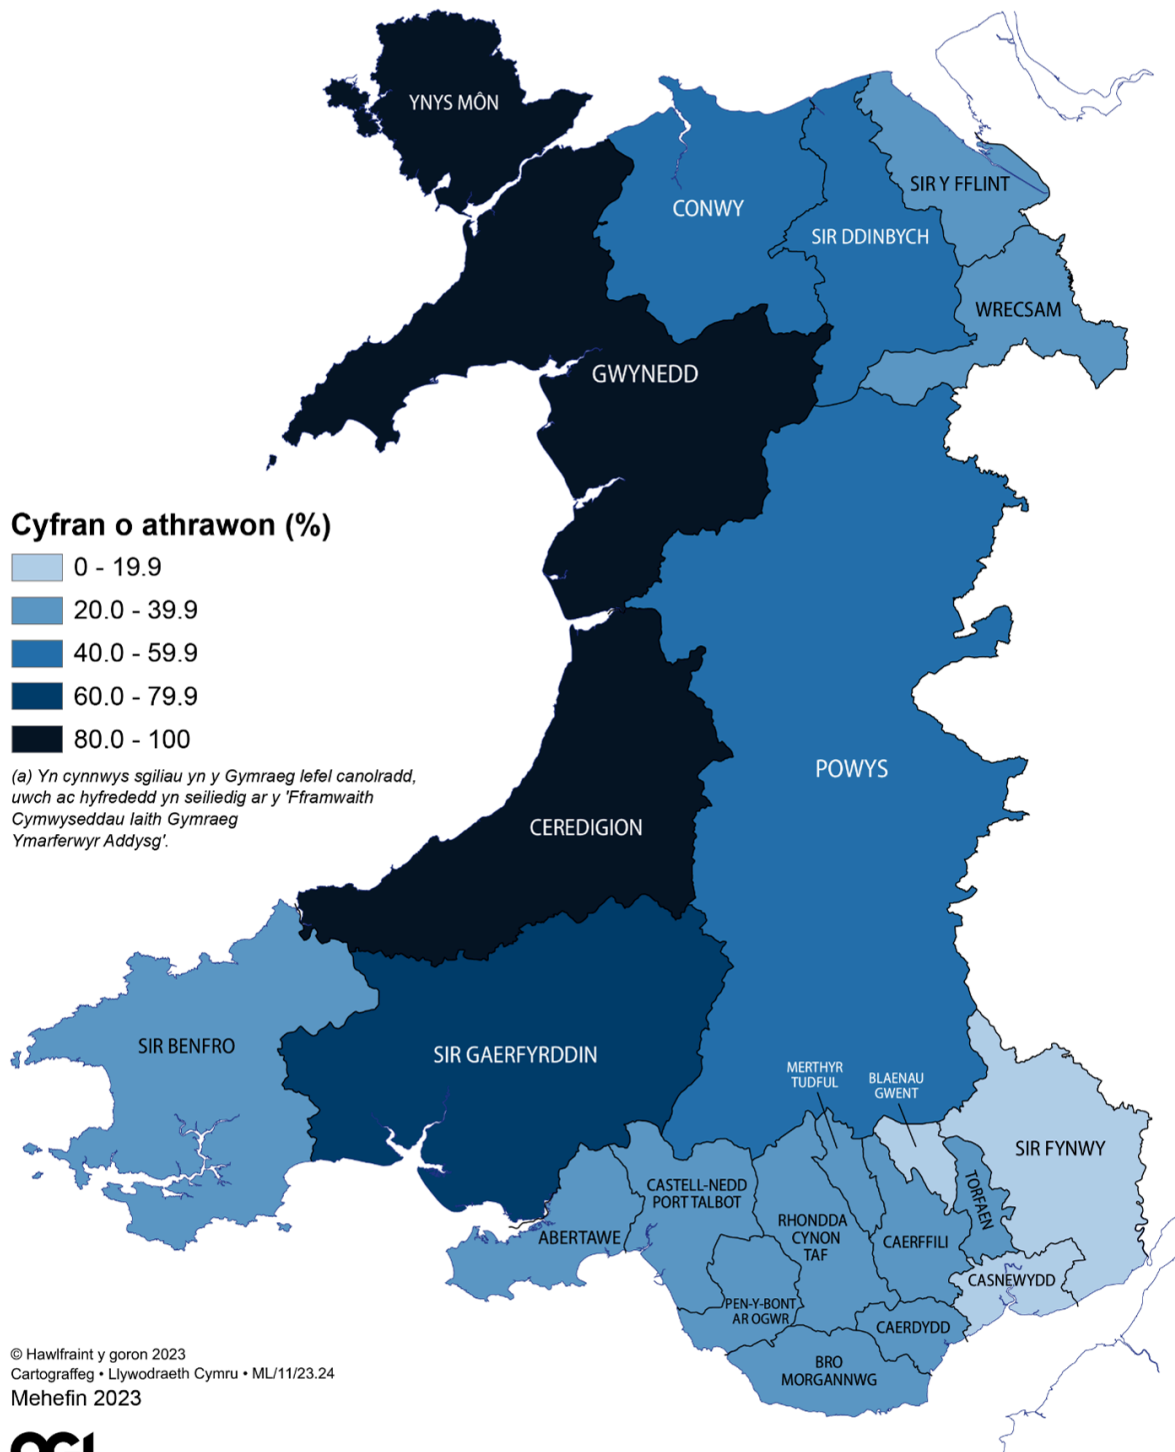 YNYS MÔN
CONWY
SIR DDINBYCH
SIR Y FFLINT
WRECSAM
GWYNEDD
Cyfran o athrawon (%)
0 - 19.9
20.0 - 39.9
40.0 - 59.9
60.0 - 79.9
80.0 - 100
(a) Yn cynnwys sgiliau yn y Gymraeg lefel canolradd,
uwch ac hyfrededd yn seiliedig ar y 'Fframwaith
Cymwyseddau Iaith Gymraeg
Ymarferwyr Addysg'.
POWYS
CEREDIGION
SIR BENFRO
SIR GAERFYRDDIN
MERTHYR
TUDFUL
BLAENAU
GWENT
SIR FYNWY
TORFAEN
CASTELL-NEDD
PORT TALBOT
ABERTAWE
RHONDDA
CYNON
TAF
CAERFFILI
CASNEWYDD
PEN-Y-BONT
AR OGWR
CAERDYDD
BRO
MORGANNWG
© Hawlfraint y goron 2023
Cartograffeg • Llywodraeth Cymru • ML/11/23.24
Mehefin 2023